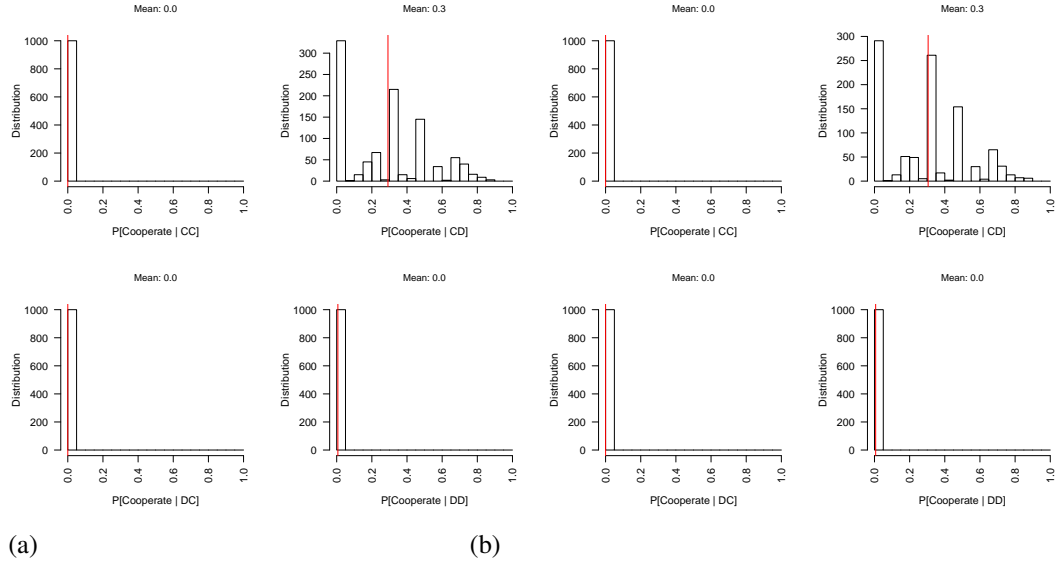 Mean: 0.0
Distribution
1000
800
600
400
200
0
0.0 0.2 0.4 0.6 0.8 1.0
P[Cooperate | CC]
Mean: 0.3
Distribution
300
250
200
150
100
50
0
0.0 0.2 0.4 0.6 0.8 1.0
P[Cooperate | CD]
Mean: 0.0
Distribution
1000
800
600
400
200
0
0.0 0.2 0.4 0.6 0.8 1.0
P[Cooperate | CC]
Mean: 0.3
Distribution
300
250
200
150
100
50
0
0.0 0.2 0.4 0.6 0.8 1.0
P[Cooperate | CD]
Mean: 0.0
Distribution
1000
800
600
400
200
0
0.0 0.2 0.4 0.6 0.8 1.0
P[Cooperate | DC]
Mean: 0.0
Distribution
1000
800
600
400
200
0
0.0 0.2 0.4 0.6 0.8 1.0
P[Cooperate | DD]
Mean: 0.0
Distribution
1000
800
600
400
200
0
0.0 0.2 0.4 0.6 0.8 1.0
P[Cooperate | DC]
Mean: 0.0
Distribution
1000
800
600
400
200
0
0.0 0.2 0.4 0.6 0.8 1.0
P[Cooperate | DD]
(a)
(b)